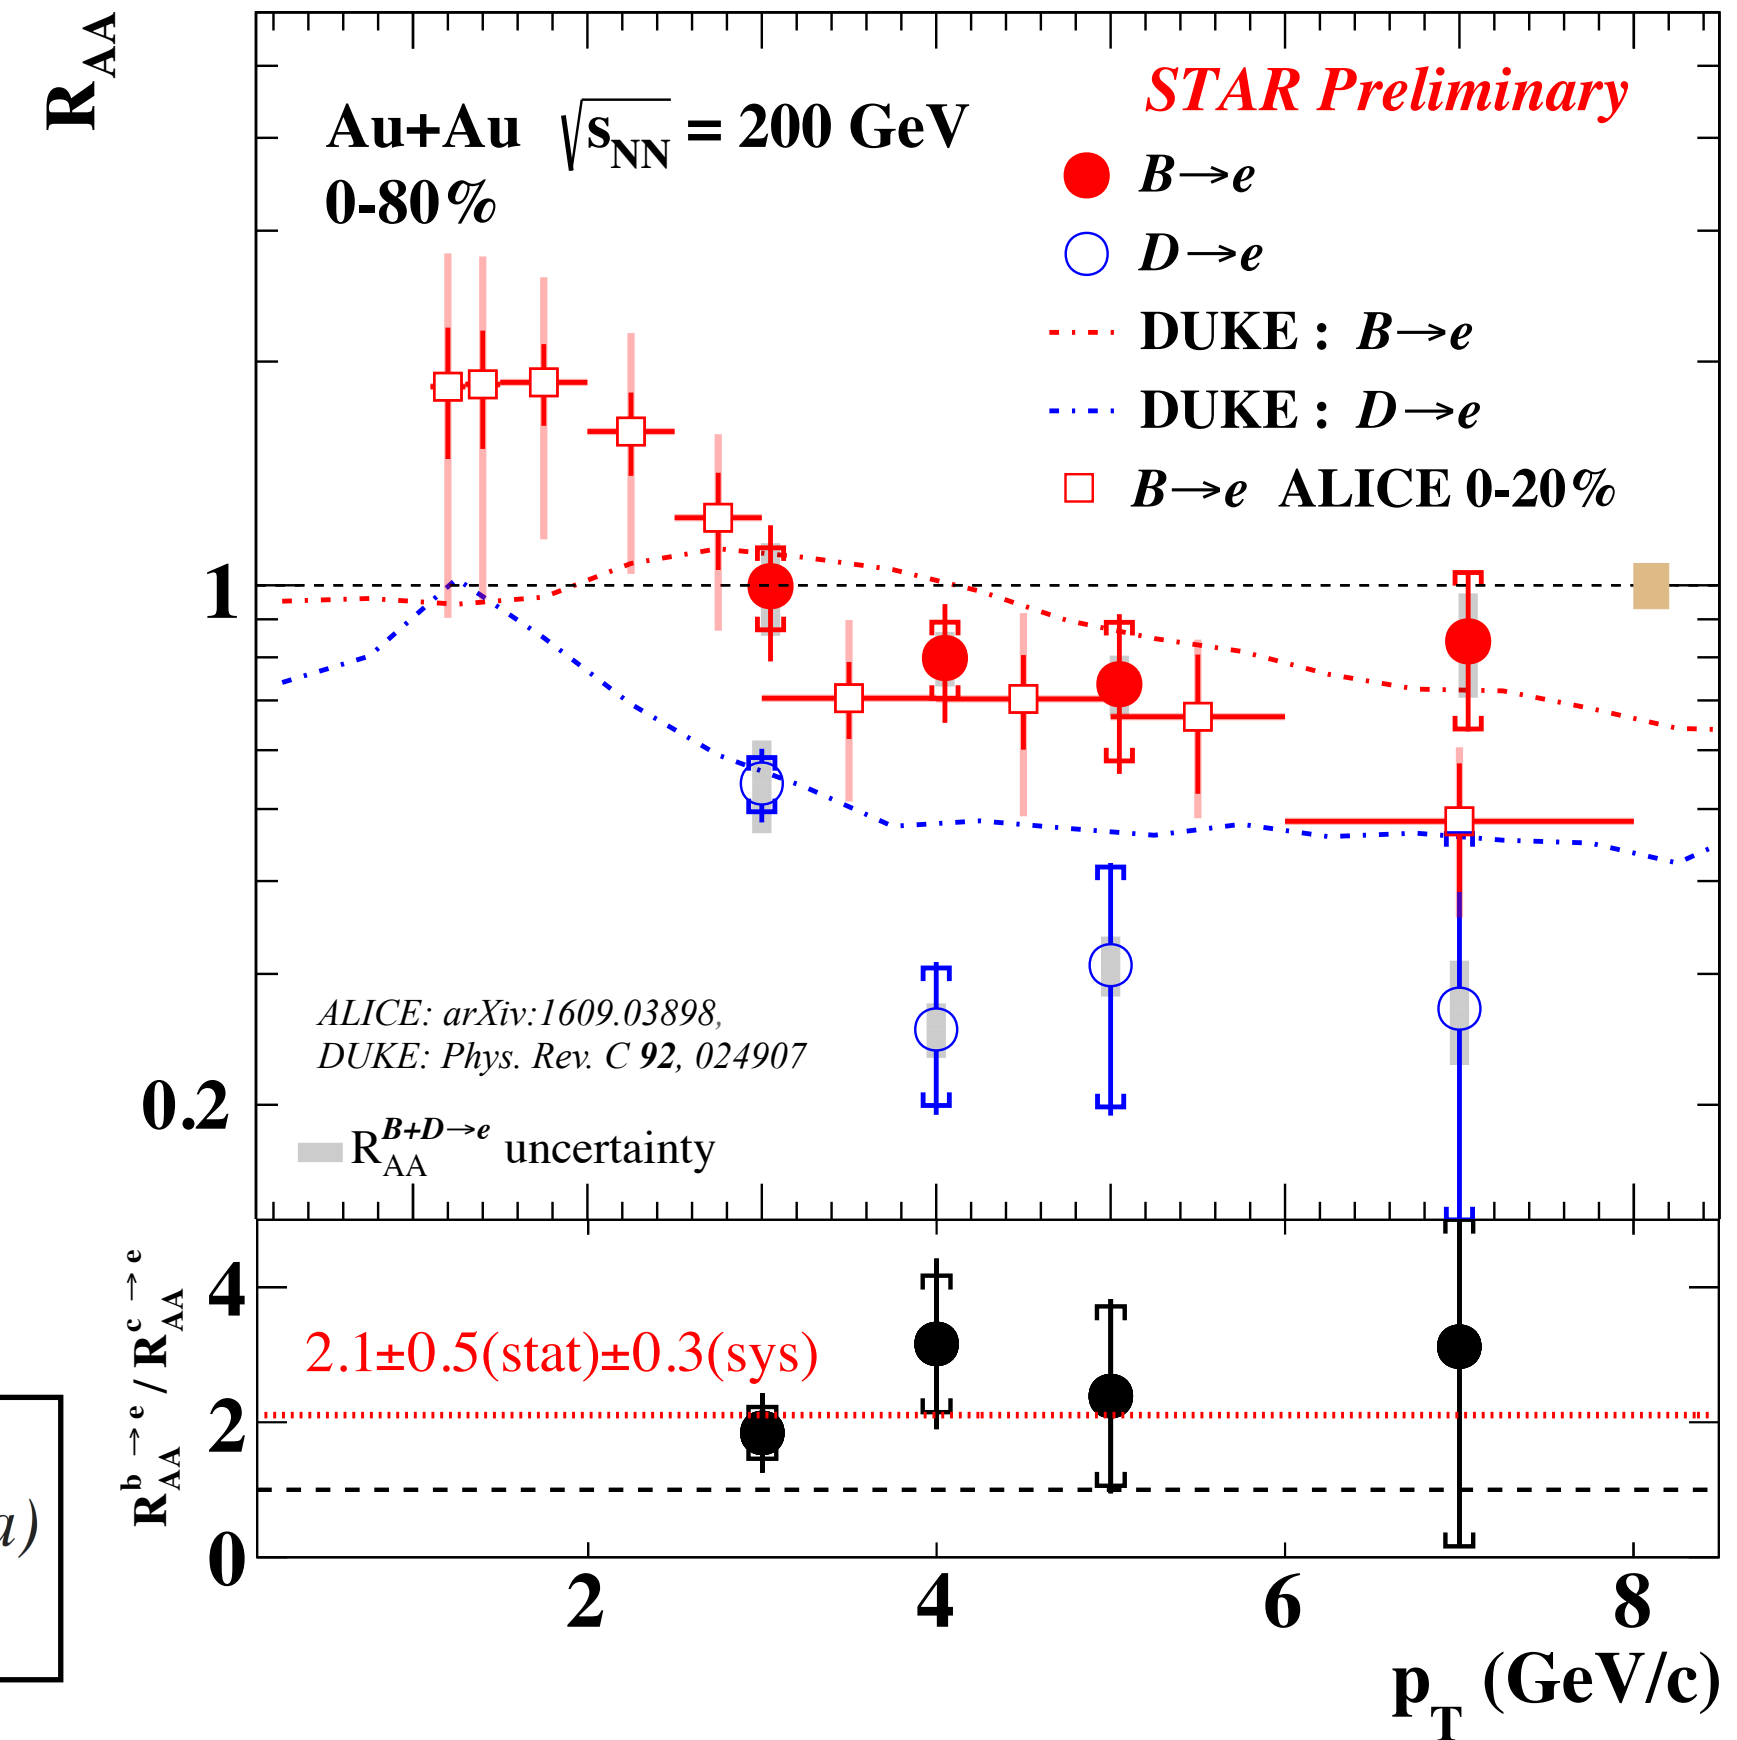 R_AA
STAR Preliminary
Au+Au √s_NN = 200 GeV
0-80%
B→e
D→e
DUKE : B→e
DUKE : D→e
B→e ALICE 0-20%
1
ALICE: arXiv:1609.03898,
DUKE: Phys. Rev. C 92, 024907
0.2
R_AA^B+D→e uncertainty
R_AA^b→e / R_AA^c→e
4
2.1±0.5(stat)±0.3(sys)
2
a)
0
2 4 6 8
p_T (GeV/c)